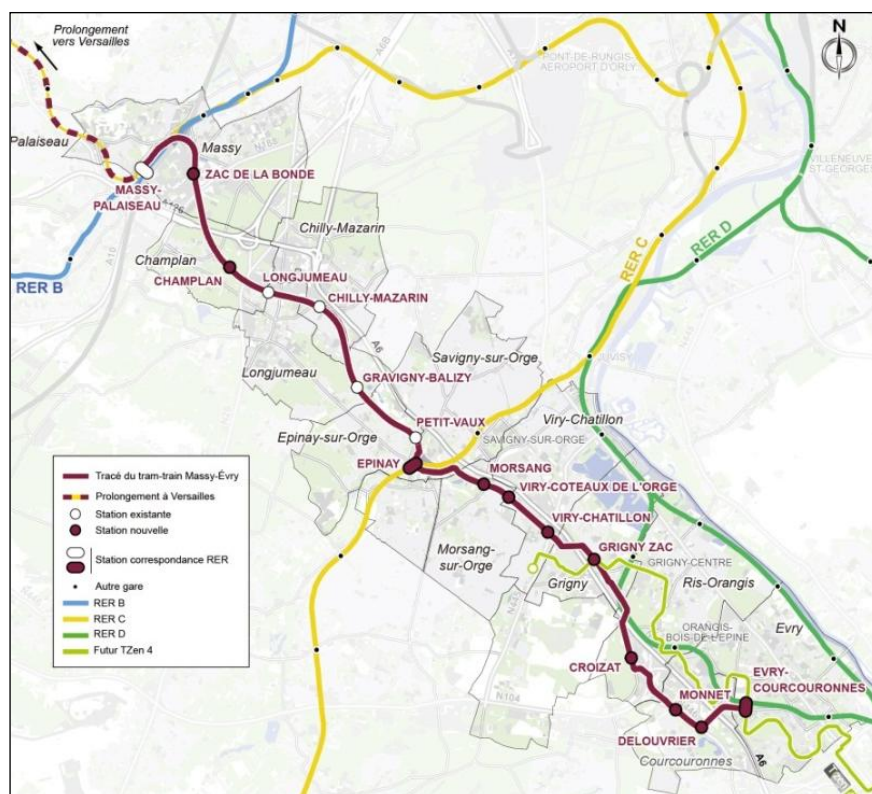 Prolongement
vers Versailles
N
A6B
PONT DE RUNGIS-
AEROPORT D'ORLY
Palaiseau
Massy
N188
ZAC DE LA BONDE
MASSY-
PALAISEAU
A126
A10
VILLENEUVE
ST-GEORGES
Chilly-Mazarin
RER D
RER C
Champlan
LONGJUMEAU
CHAMPLAN
RER B
CHILLY-MAZARIN
A6
JUVISY
Savigny-sur-Orge
Longjumeau
GRAVIGNY-BALIZY
Viry-Chatillon
PETIT-VAUX
Epinay-sur-Orge
SAVIGNY-SUR-ORGE
EPINAY
MORSANG
VIRY-COTEAUX DE L'ORGE
VIRY-CHATILLON
GRIGNY ZAC
Morsang-
sur-Orge
GRIGNY-CENTRE
Grigny
Ris-Orangis
Evry
ORANGIS-
BOIS DE L'EPINE
CROIZAT
EVRY-
COURCOURONNES
MONNET
N104
DELOUVRIER
A6
Courcouronnes
Tracé du tram-train Massy-Évry
Prolongement à Versailles
Station existante
Station nouvelle
Station correspondance RER
Autre gare
RER B
RER C
RER D
Futur TZen 4